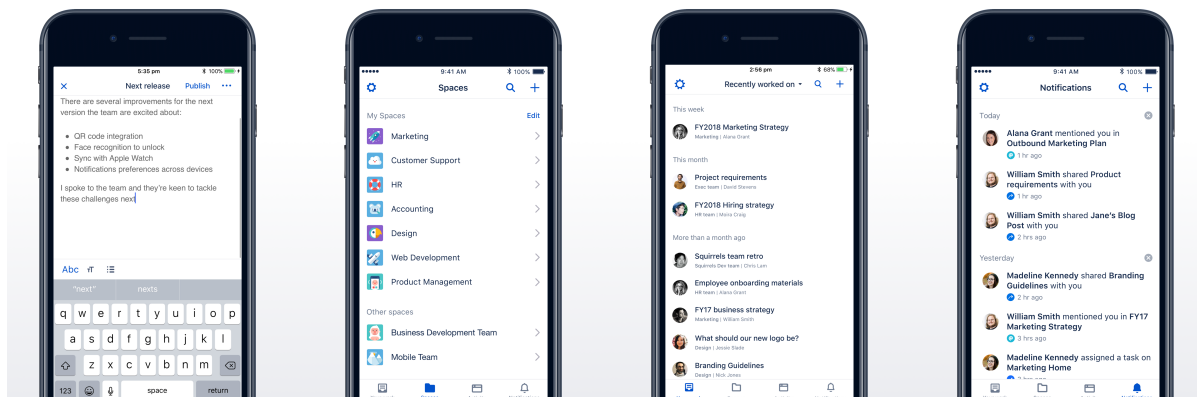 5:35 pm
100%
Next release
Publish
There are several improvements for the next
version the team are excited about:
QR code integration
Face recognition to unlock
Sync with Apple Watch
Notifications preferences across devices
I spoke to the team and they're keen to tackle
these challenges next
Abc
"next"
nexts
q w e r t y u i o p
a s d f g h j k l
z x c v b n m
123
space
return
9:41 AM
100%
Spaces
My Spaces
Edit
Marketing
Customer Support
HR
Accounting
Design
Web Development
Product Management
Other spaces
Business Development Team
Mobile Team
2:56 pm
68%
Recently worked on
This week
FY2018 Marketing Strategy
Marketing | Alana Grant
This month
Project requirements
Exec team | David Stevens
FY2018 Hiring strategy
HR team | Moira Craig
More than a month ago
Squirrels team retro
Squirrels Dev team | Chris Lam
Employee onboarding materials
HR team | Alana Grant
FY17 business strategy
Marketing | William Smith
What should our new logo be?
Design | Jessie Slade
Branding Guidelines
Design | Nick Jones
9:41 AM
100%
Notifications
Today
Alana Grant mentioned you in
Outbound Marketing Plan
1 hr ago
William Smith shared Product
requirements with you
1 hr ago
William Smith shared Jane's Blog
Post with you
2 hrs ago
Yesterday
Madeline Kennedy shared Branding
Guidelines with you
2 hr ago
William Smith mentioned you in FY17
Marketing Strategy
3 hrs ago
Madeline Kennedy assigned a task on
Marketing Home